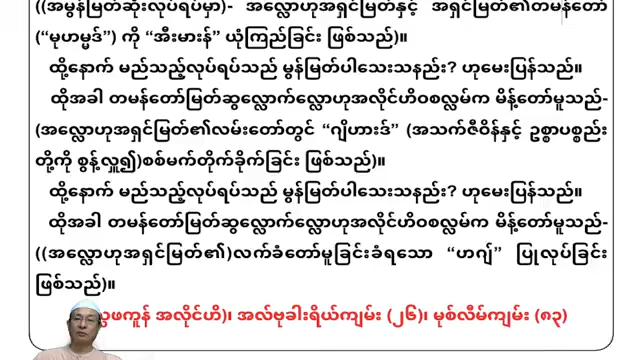 ((အမွန်မြတ်ဆုံးလုပ်ရပ်မှာ)- အလ္လောဟုအရှင်မြတ်နှင့် အရှင်မြတ်၏တမန်တော်
(“မုဟမ္မဒ်”) ကို “အီးမားန်” ယုံကြည်ခြင်း ဖြစ်သည်)။
ထို့နောက် မည်သည့်လုပ်ရပ်သည် မွန်မြတ်ပါသေးသနည်း? ဟုမေးပြန်သည်။
ထိုအခါ တမန်တော်မြတ်ဆွလ္လောက်လ္လောဟုအလိုင်ဟိဝစလ္လမ်က မိန့်တော်မူသည်-
(အလ္လောဟုအရှင်မြတ်၏လမ်းတော်တွင် “ဂျိဟားဒ်” (အသက်ဇီဝိန်နှင့် ဥစ္စာပစ္စည်း
တို့ကို စွန့်လှူ၍)စစ်မက်တိုက်ခိုက်ခြင်း ဖြစ်သည်)။
ထို့နောက် မည်သည့်လုပ်ရပ်သည် မွန်မြတ်ပါသေးသနည်း? ဟုမေးပြန်သည်။
ထိုအခါ တမန်တော်မြတ်ဆွလ္လောက်လ္လောဟုအလိုင်ဟိဝစလ္လမ်က မိန့်တော်မူသည်-
((အလ္လောဟုအရှင်မြတ်၏)လက်ခံတော်မူခြင်းခံရသော “ဟဂျ်” ပြုလုပ်ခြင်း
ဖြစ်သည်)။
အလိုင်ဟိ)၊ အလ်ဗုခါးရိယ်ကျမ်း (၂၆)၊ မုစ်လီမ်ကျမ်း (၈၃)